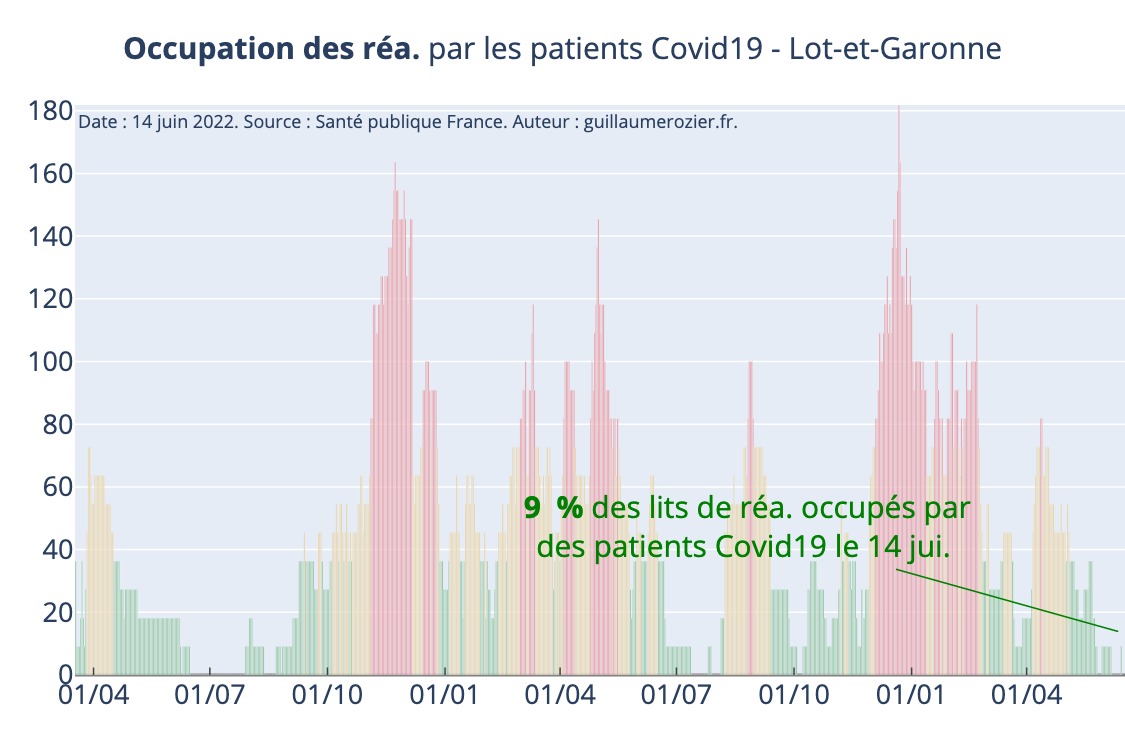 Occupation des réa. par les patients Covid19 - Lot-et-Garonne
180
Date : 14 juin 2022. Source : Santé publique France. Auteur : guillaumerozier.fr.
160
140
120
100
80
60
9 % des lits de réa. occupés par
des patients Covid19 le 14 jui.
40
20
0
01/04 01/07 01/10 01/01 01/04 01/07 01/10 01/01 01/04